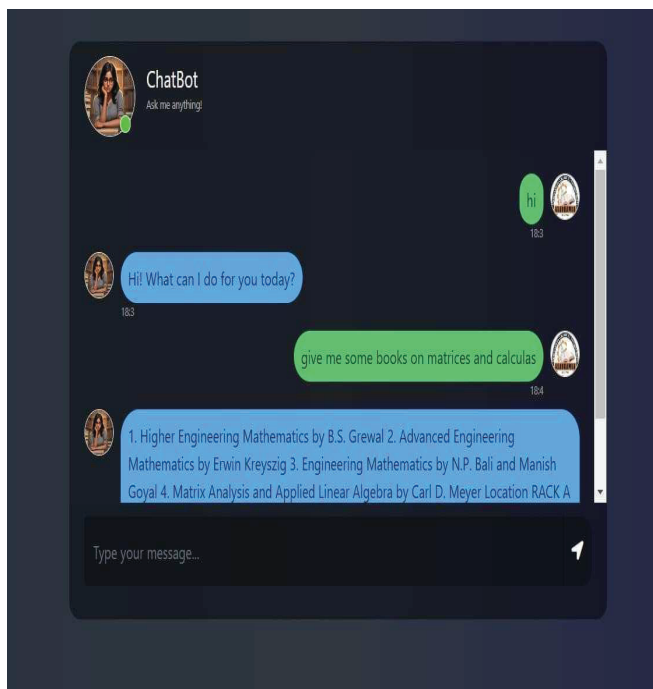 ChatBot
Ask me anything!
hi
18:3
Hi! What can I do for you today?
18:3
give me some books on matrices and calculas
18:4
1. Higher Engineering Mathematics by B.S. Grewal 2. Advanced Engineering
Mathematics by Erwin Kreyszig 3. Engineering Mathematics by N.P. Bali and Manish
Goyal 4. Matrix Analysis and Applied Linear Algebra by Carl D. Meyer Location RACK A
Type your message...